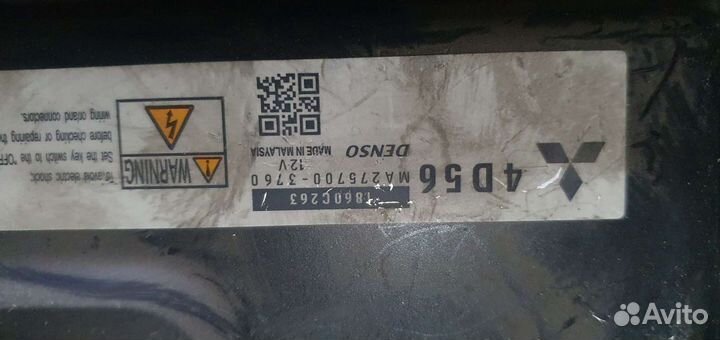 4D56
1860C263
MA275700-3760
12V
DENSO
MADE IN MALAYSIA
WARNING
To avoid electric shock:
Set the key switch to the "OFF
before checking or repairing the
wiring or/and connectors.
Avito